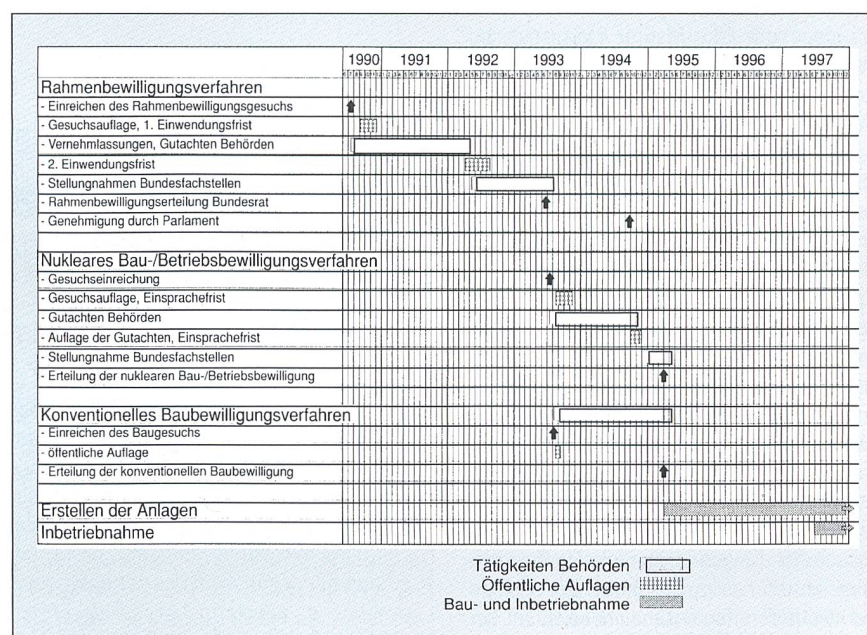 1990 1991 1992 1993 1994 1995 1996 1997
Rahmenbewilligungsverfahren
- Einreichen des Rahmenbewilligungsgesuchs
- Gesuchsauflage, 1. Einwendungsfrist
- Vernehmlassungen, Gutachten Behörden
- 2. Einwendungsfrist
- Stellungnahmen Bundesfachstellen
- Rahmenbewilligungserteilung Bundesrat
- Genehmigung durch Parlament
Nukleares Bau-/Betriebsbewilligungsverfahren
- Gesuchseinreichung
- Gesuchsauflage, Einsprachefrist
- Gutachten Behörden
- Auflage der Gutachten, Einsprachefrist
- Stellungnahme Bundesfachstellen
- Erteilung der nuklearen Bau-/Betriebsbewilligung
Konventionelles Baubewilligungsverfahren
- Einreichen des Baugesuchs
- öffentliche Auflage
- Erteilung der konventionellen Baubewilligung
Erstellen der Anlagen
Inbetriebnahme
Tätigkeiten Behörden
Öffentliche Auflagen
Bau- und Inbetriebnahme